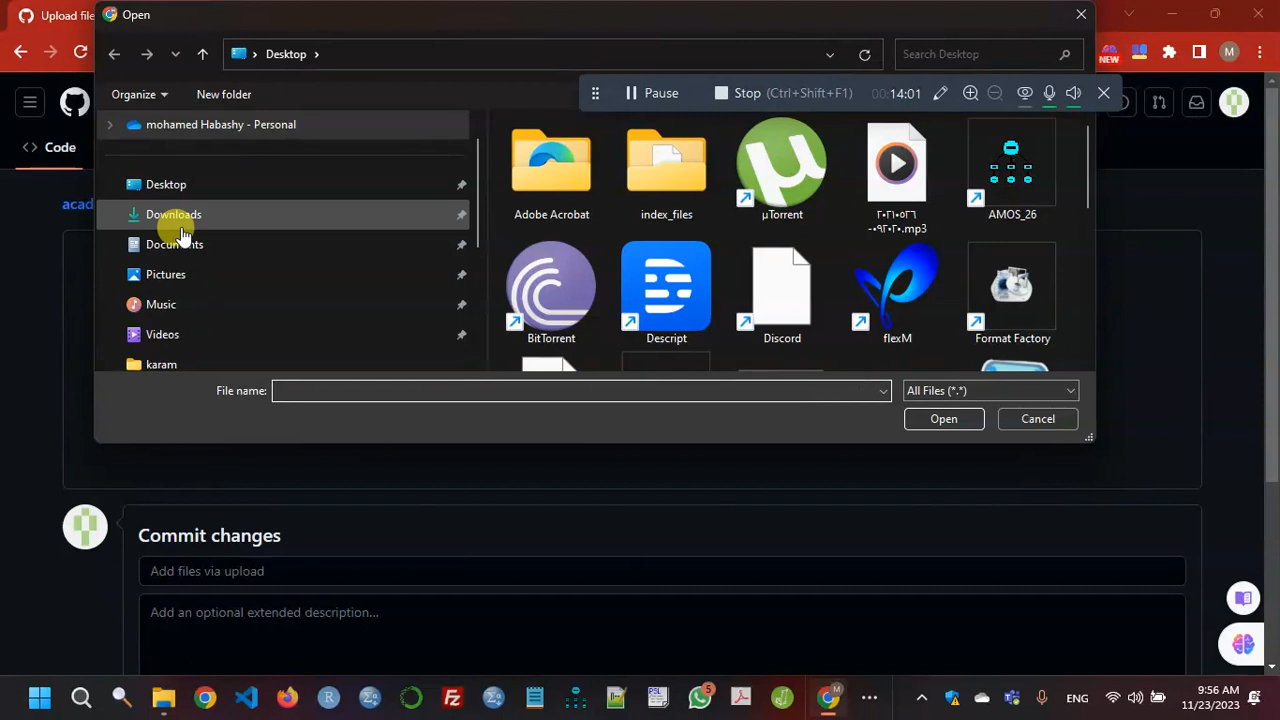 Upload file
Open
Desktop
Search Desktop
Organize
New folder
Pause
Stop (Ctrl+Shift+F1)
00:14:01
NEW
M
mohamed Habashy - Personal
Code
Desktop
Downloads
Documents
Pictures
Music
Videos
karam
Adobe Acrobat
index_files
µTorrent
AMOS_26
BitTorrent
Descript
Discord
flexM
Format Factory
acad
File name:
All Files (*.*)
Open
Cancel
Commit changes
Add files via upload
Add an optional extended description...
5
M
ENG
9:56 AM
11/23/2023